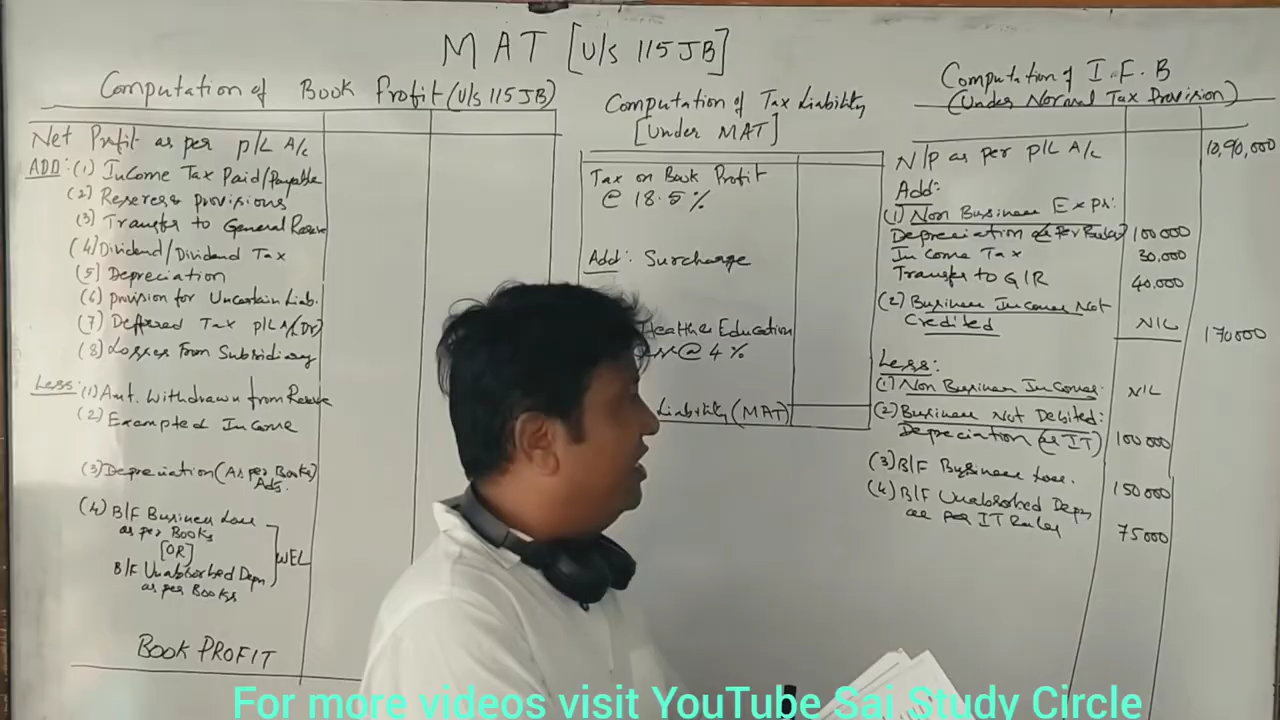 MAT [U/s 115JB]
Computation of Book Profit (U/s 115JB)
Net Profit as per P/L A/c
ADD: (1) Income Tax Paid/Payable
(2) Reserves provisions
(3) Transfer to General Reserve
(4) Dividend/Dividend Tax
(5) Depreciation
(6) provision for Uncertain Liab.
(7) Deffered Tax p/L A/c (Dr)
(8) Losses from Subsidiary
Less: (1) Amt. Withdrawn from Reserve
(2) Exempted Income
(3) Depreciation (As per Books)
Adj.
(4) B/F Business Loss
as per Books
[OR]
B/F Unabsorbed Depn
as per Books
WEL
BOOK PROFIT
Computation of Tax Liability
[Under MAT]
Tax on Book Profit
@ 18.5 %
Add: Surcharge
Health & Education
@ 4 %
Liability (MAT)
Computation of I.F.B
(Under Normal Tax Provision)
N/P as per P/L A/c 10,90,000
Add:
(1) Non Business Exps:
Depreciation (as Per Books) 100000
Income Tax 30,000
Transfer to G/R 40,000
(2) Business Incomes Not
Credited NIL 170000
Less:
(1) Non Business Incomes. NIL
(2) Business Not Debited:
Depreciation (as IT) 100000
(3) B/F Business Loss. 150000
(4) B/F Unabsorbed Depn
as per IT Rules 75000
For more videos visit YouTube Sai Study Circle